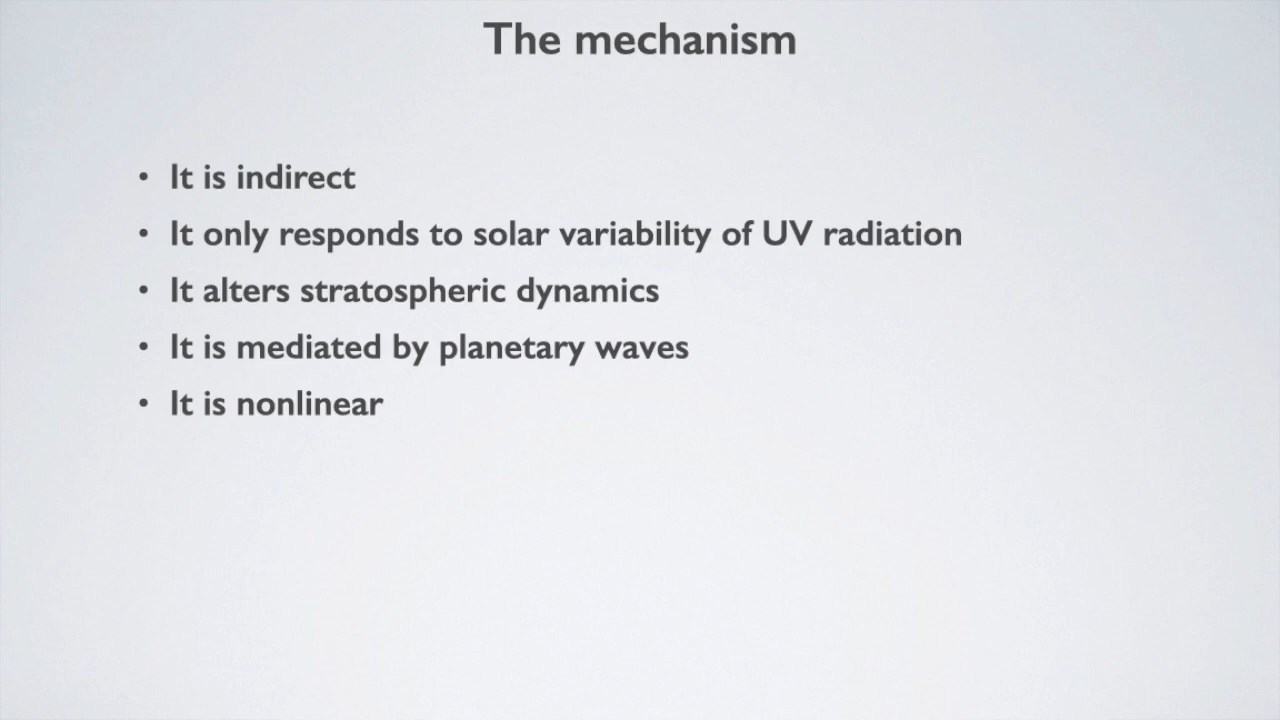 The mechanism
• It is indirect
• It only responds to solar variability of UV radiation
• It alters stratospheric dynamics
• It is mediated by planetary waves
• It is nonlinear